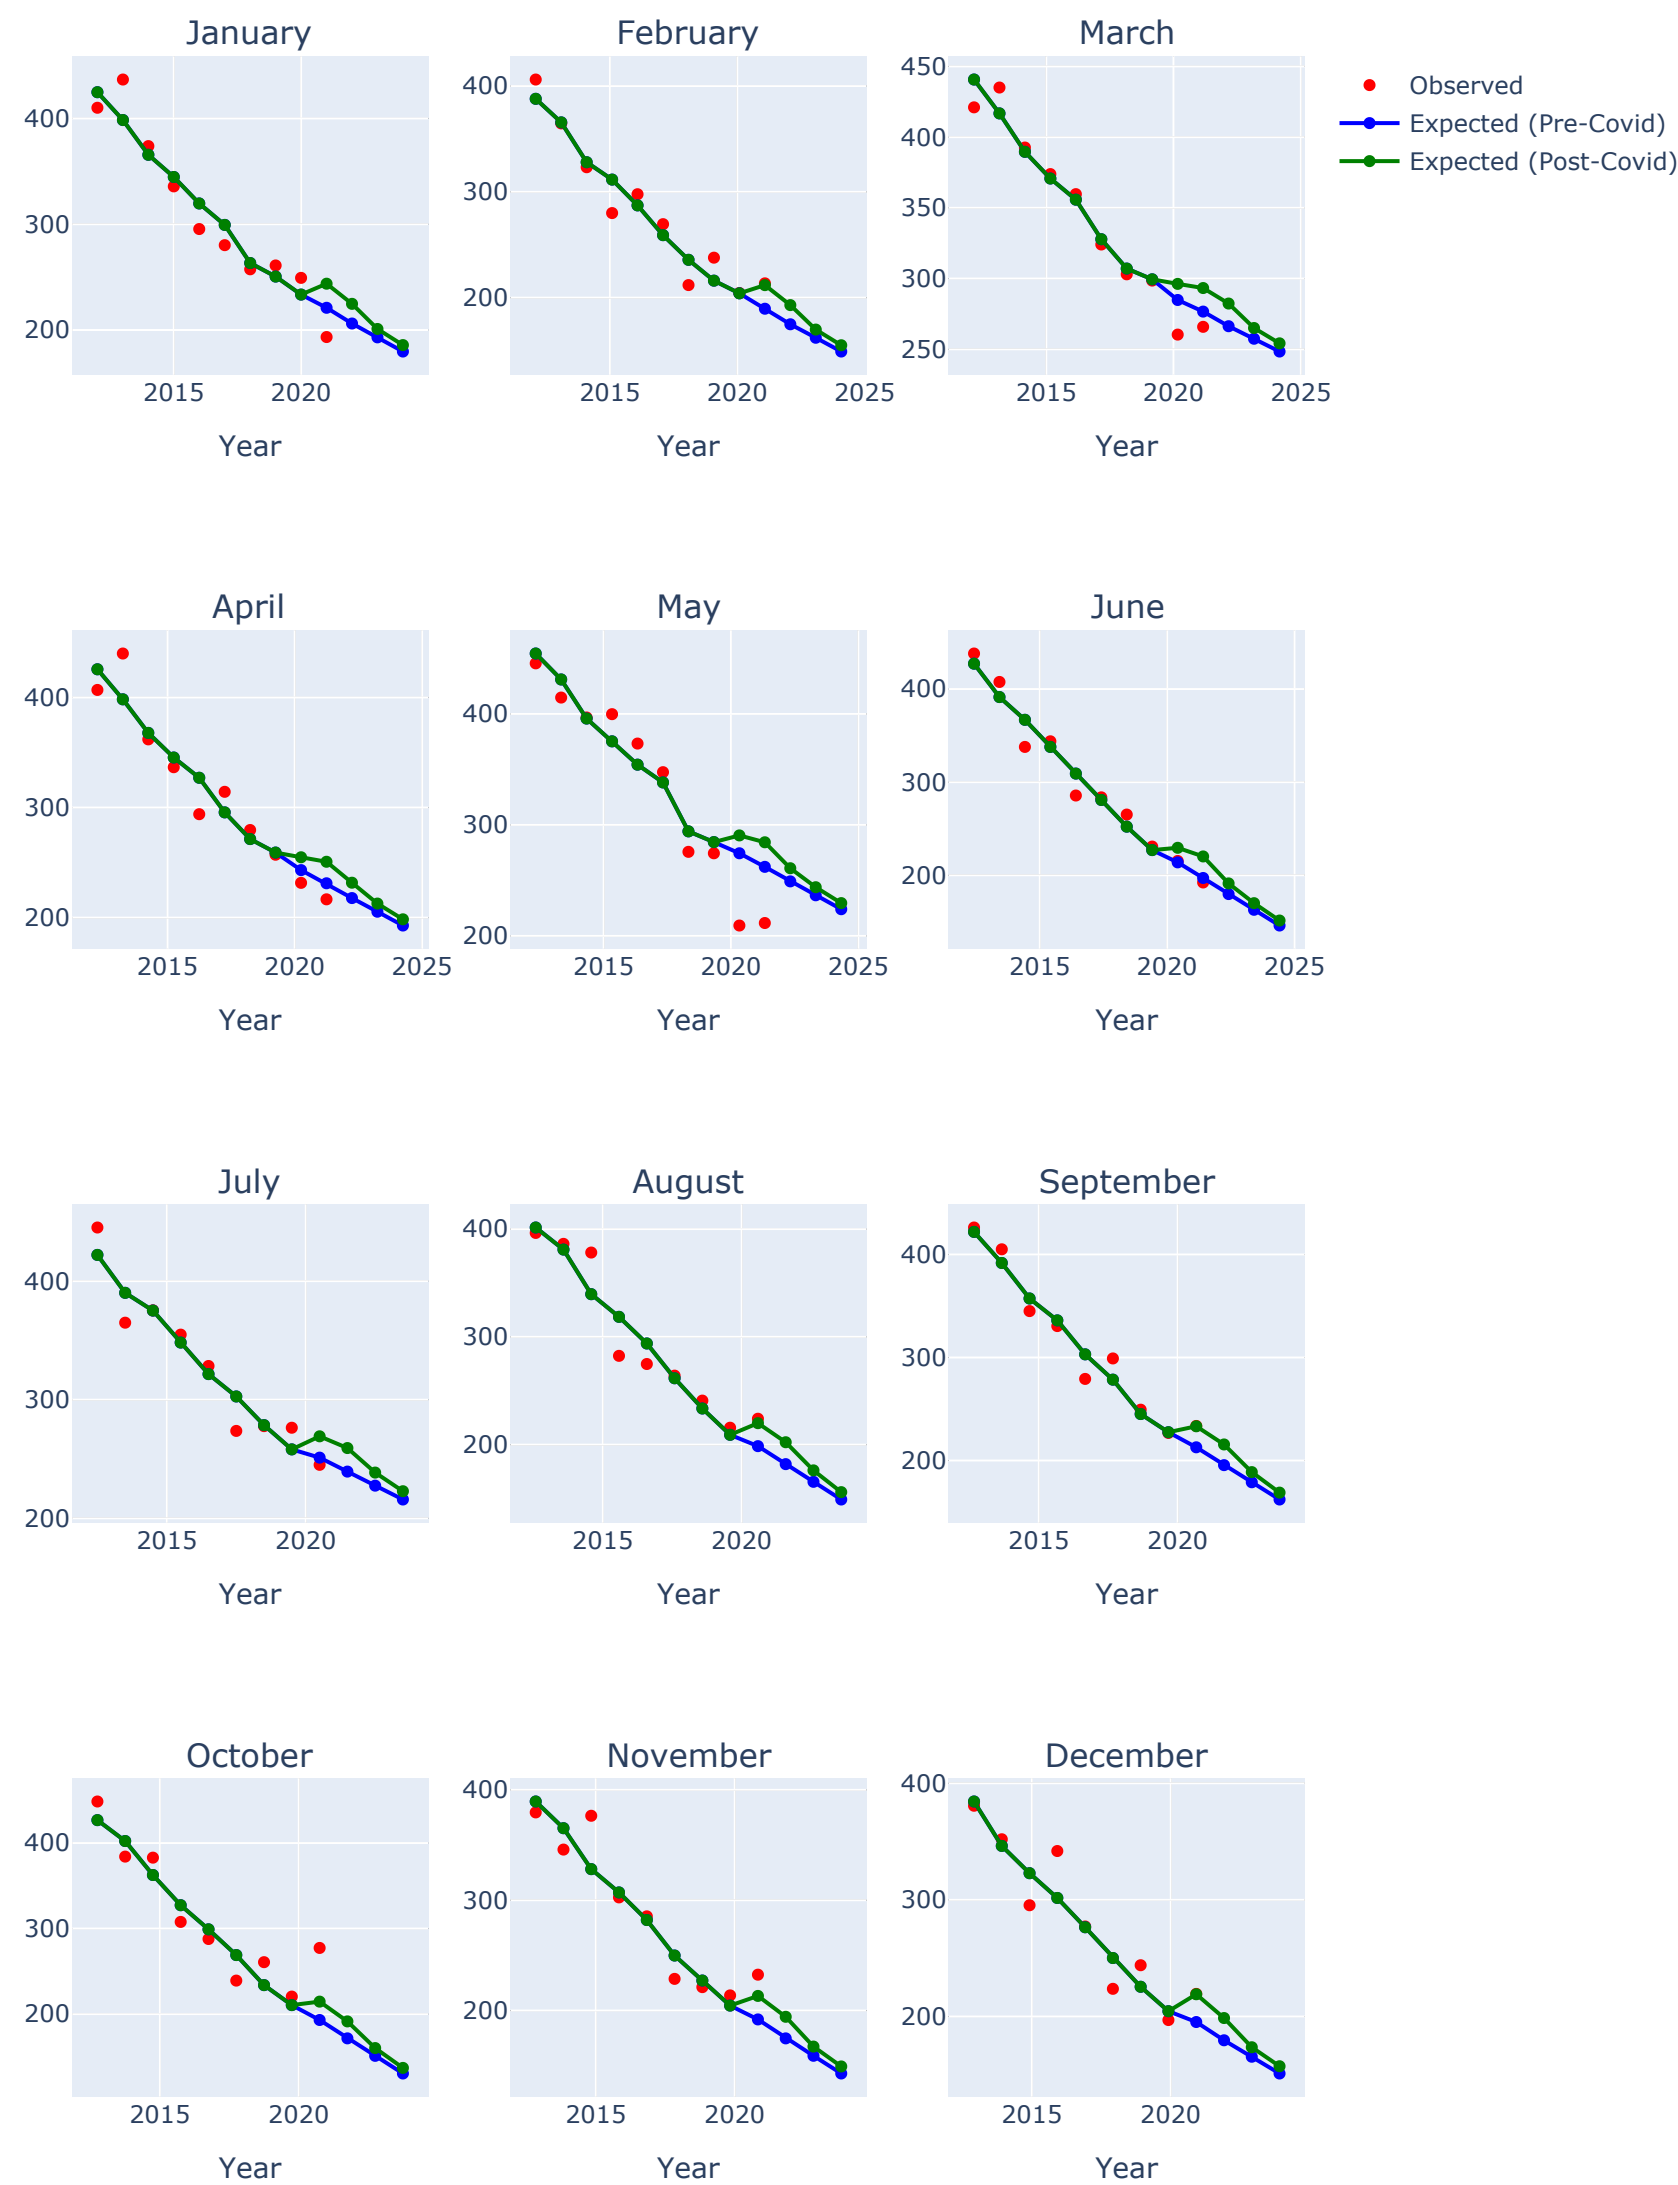 January February March
450
400 400 400
350
300 300 300
200 200 250
2015 2020 2015 2020 2025 2015 2020 2025
Year Year Year
Observed
Expected (Pre-Covid)
Expected (Post-Covid)
April May June
400 400 400
300 300 300
200 200 200
2015 2020 2025 2015 2020 2025 2015 2020 2025
Year Year Year
July August September
400 400 400
300 300 300
200 200 200
2015 2020 2015 2020 2015 2020
Year Year Year
October November December
400 400 400
300 300 300
200 200 200
2015 2020 2015 2020 2015 2020
Year Year Year